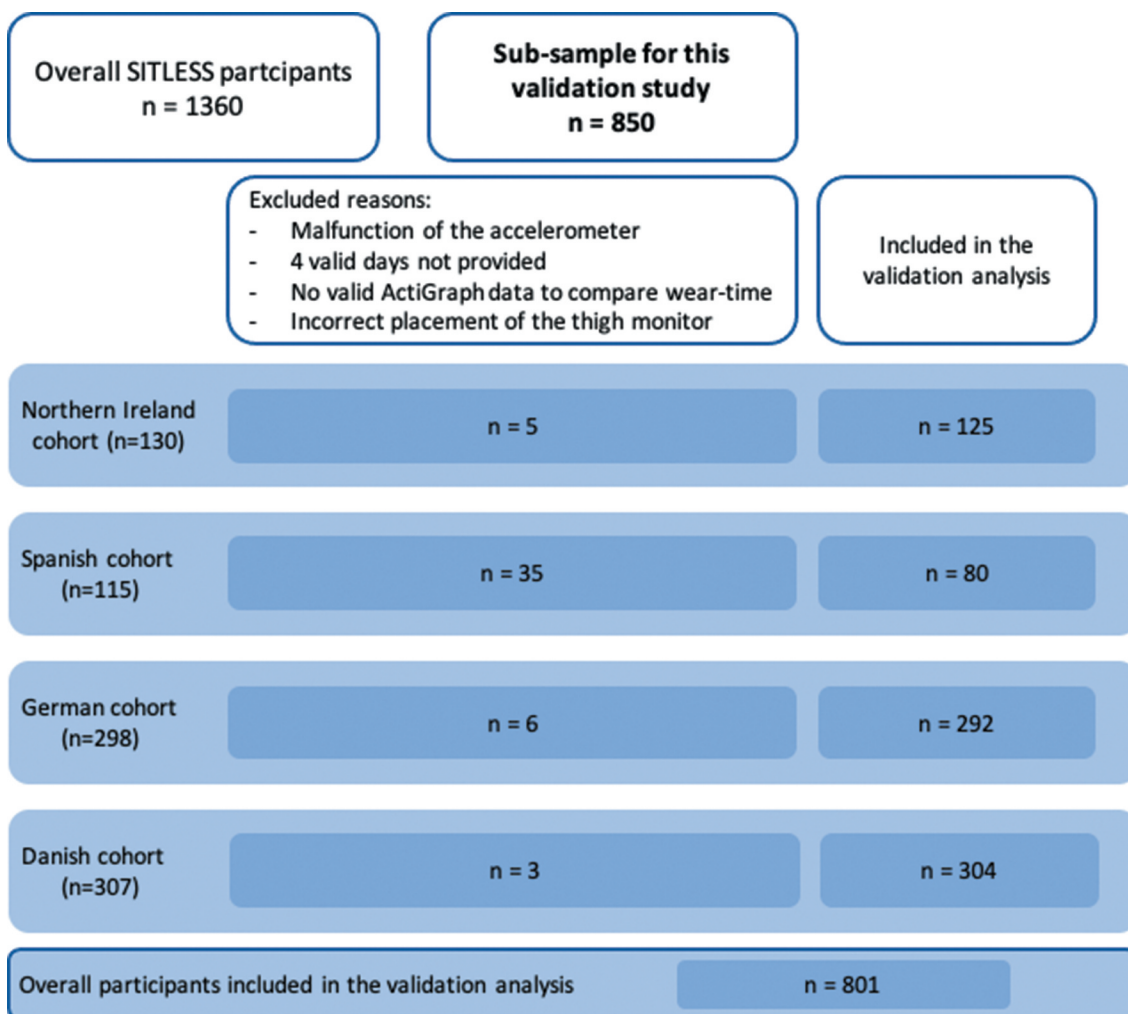 Overall SITLESS partcipants
n = 1360
Sub-sample for this
validation study
n = 850
Excluded reasons:
- Malfunction of the accelerometer
- 4 valid days not provided
- No valid ActiGraph data to compare wear-time
- Incorrect placement of the thigh monitor
Included in the
validation analysis
Northern Ireland
cohort (n=130)
n = 5
n = 125
Spanish cohort
(n=115)
n = 35
n = 80
German cohort
(n=298)
n = 6
n = 292
Danish cohort
(n=307)
n = 3
n = 304
Overall participants included in the validation analysis
n = 801